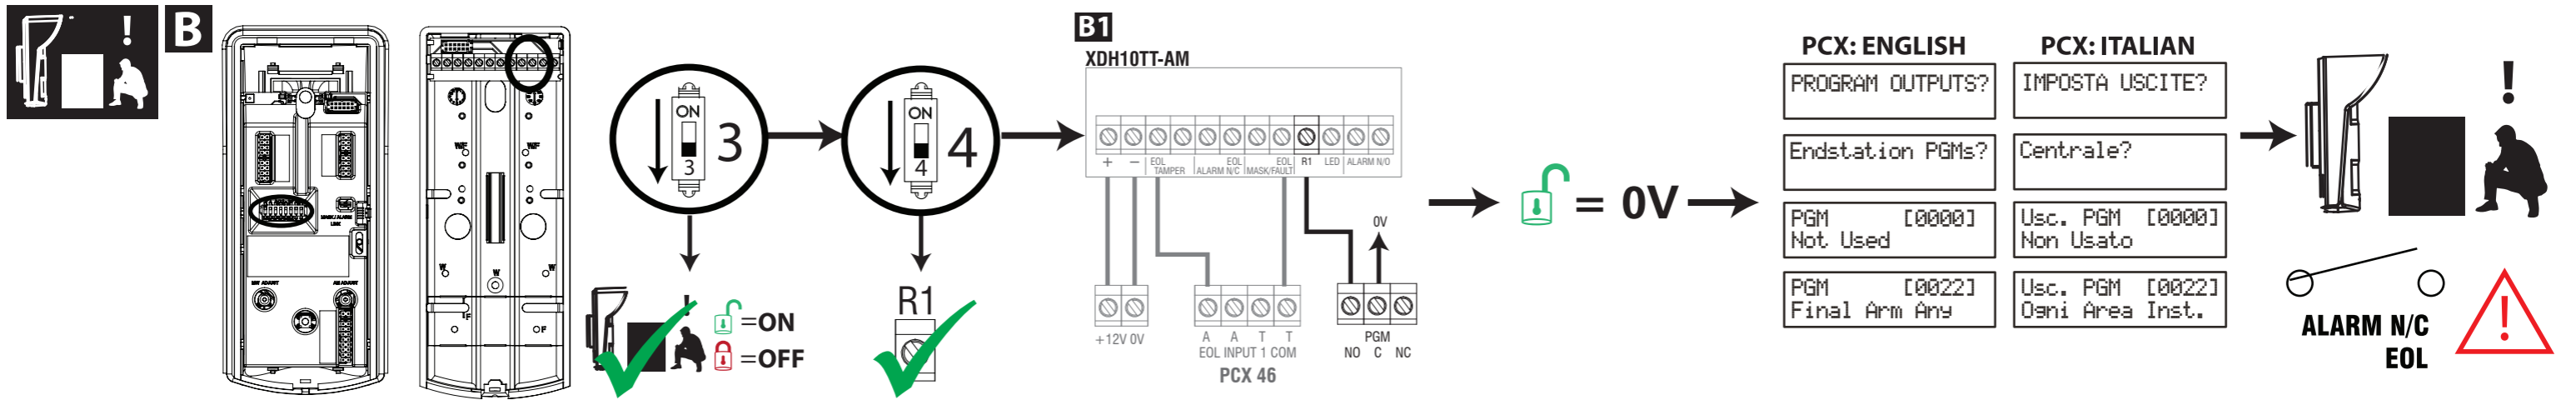 B
ON
3
3
=ON
=OFF
ON
4
4
R1
B1
XDH10TT-AM
+ − EOL TAMPER ALARM N/C EOL MASK/FAULT EOL R1 LED ALARM N/O
+12V 0V
A A T T
EOL INPUT 1 COM
PCX 46
0V
PGM
NO C NC
= 0V
PCX: ENGLISH
PROGRAM OUTPUTS?
Endstation PGMs?
PGM [0000]
Not Used
PGM [0022]
Final Arm Any
PCX: ITALIAN
IMPOSTA USCITE?
Centrale?
Usc. PGM [0000]
Non Usato
Usc. PGM [0022]
Ogni Area Inst.
!
ALARM N/C
EOL
!